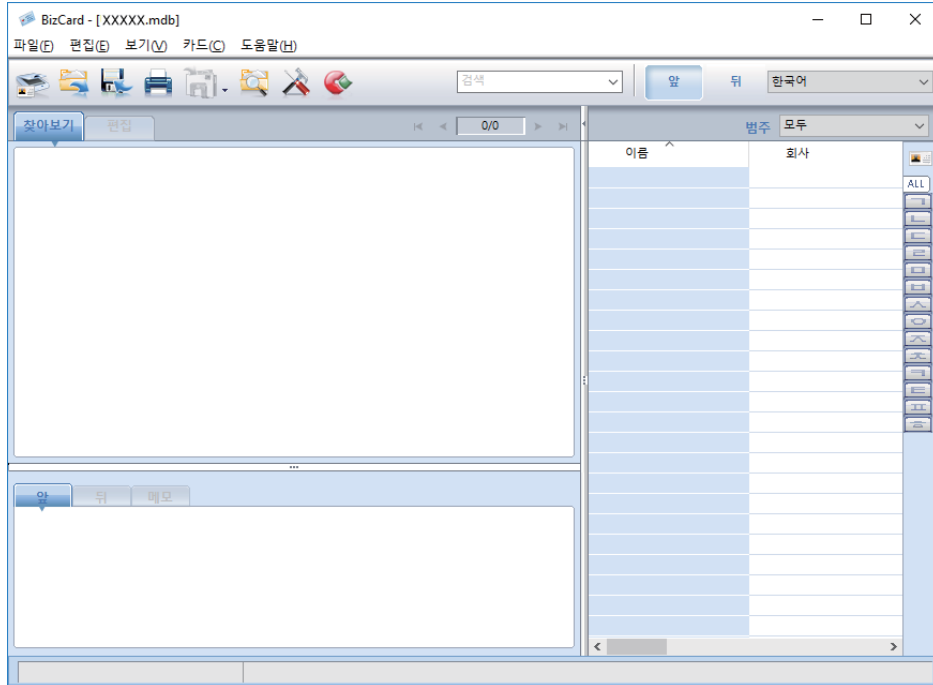 BizCard - [ XXXXX.mdb]
파일(F) 편집(E) 보기(V) 카드(C) 도움말(H)
검색 앞 뒤 한국어
찾아보기 편집 0/0 범주 모두
이름 회사
ALL
ㄱ
ㄴ
ㄷ
ㄹ
ㅁ
ㅂ
ㅅ
ㅇ
ㅈ
ㅊ
ㅋ
ㅌ
ㅍ
ㅎ
앞 뒤 메모